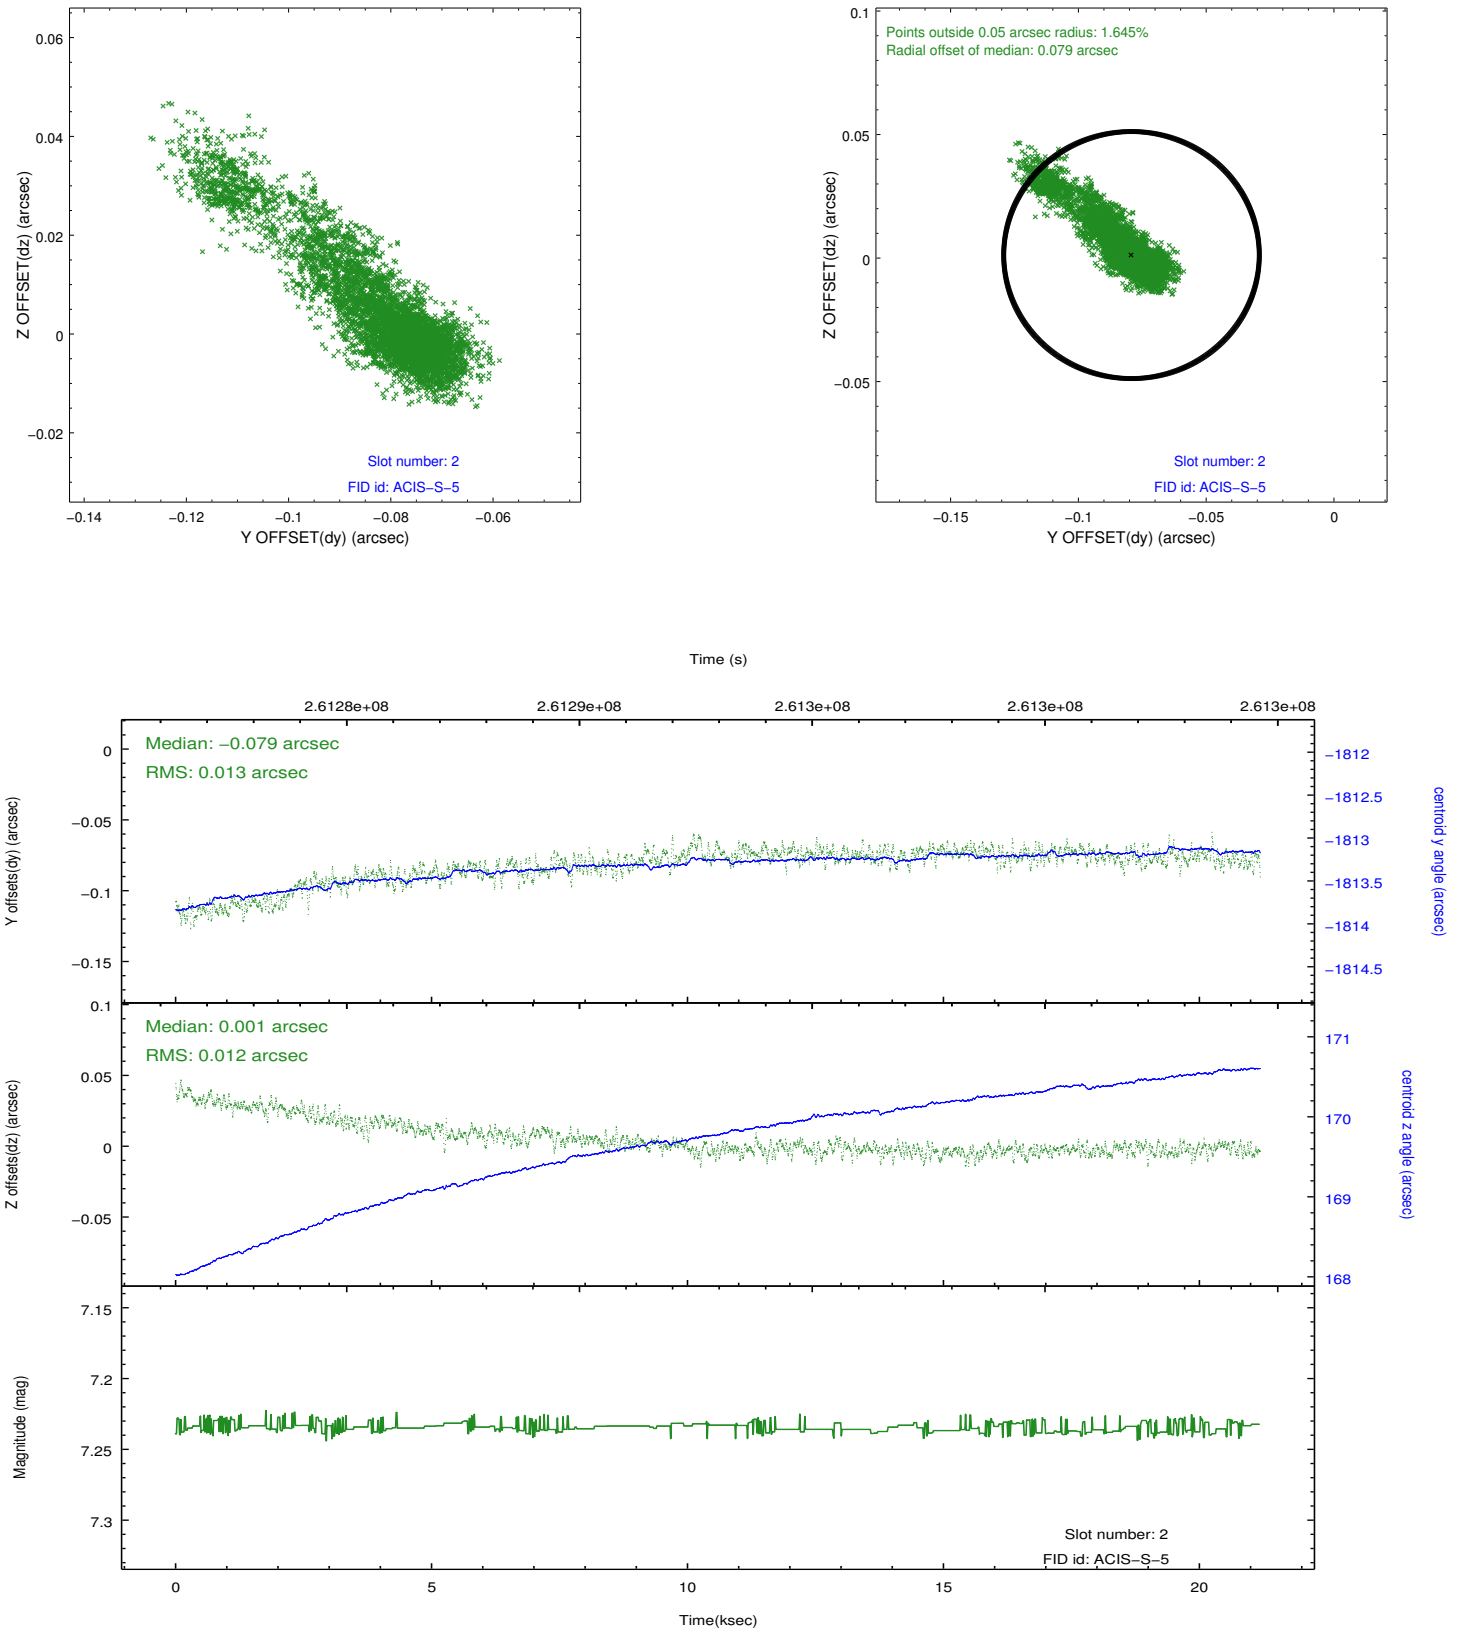 0.06
0.04
0.02
0
−0.02
Z OFFSET(dz) (arcsec)
Slot number: 2
FID id: ACIS−S−5
−0.14
−0.12
−0.1
−0.08
−0.06
Y OFFSET(dy) (arcsec)
0.1
0.05
0
−0.05
Z OFFSET(dz) (arcsec)
Points outside 0.05 arcsec radius: 1.645%
Radial offset of median: 0.079 arcsec
Slot number: 2
FID id: ACIS−S−5
−0.15
−0.1
−0.05
0
Y OFFSET(dy) (arcsec)
Time (s)
2.6128e+08
2.6129e+08
2.613e+08
2.613e+08
2.613e+08
Median: −0.079 arcsec
RMS: 0.013 arcsec
0
−0.05
−0.1
−0.15
Y offsets(dy) (arcsec)
−1812
−1812.5
−1813
−1813.5
−1814
−1814.5
centroid y angle (arcsec)
Median: 0.001 arcsec
RMS: 0.012 arcsec
0.1
0.05
0
−0.05
Z offsets(dz) (arcsec)
171
170
169
168
centroid z angle (arcsec)
7.15
7.2
7.25
7.3
Magnitude (mag)
Slot number: 2
FID id: ACIS−S−5
0
5
10
15
20
Time(ksec)